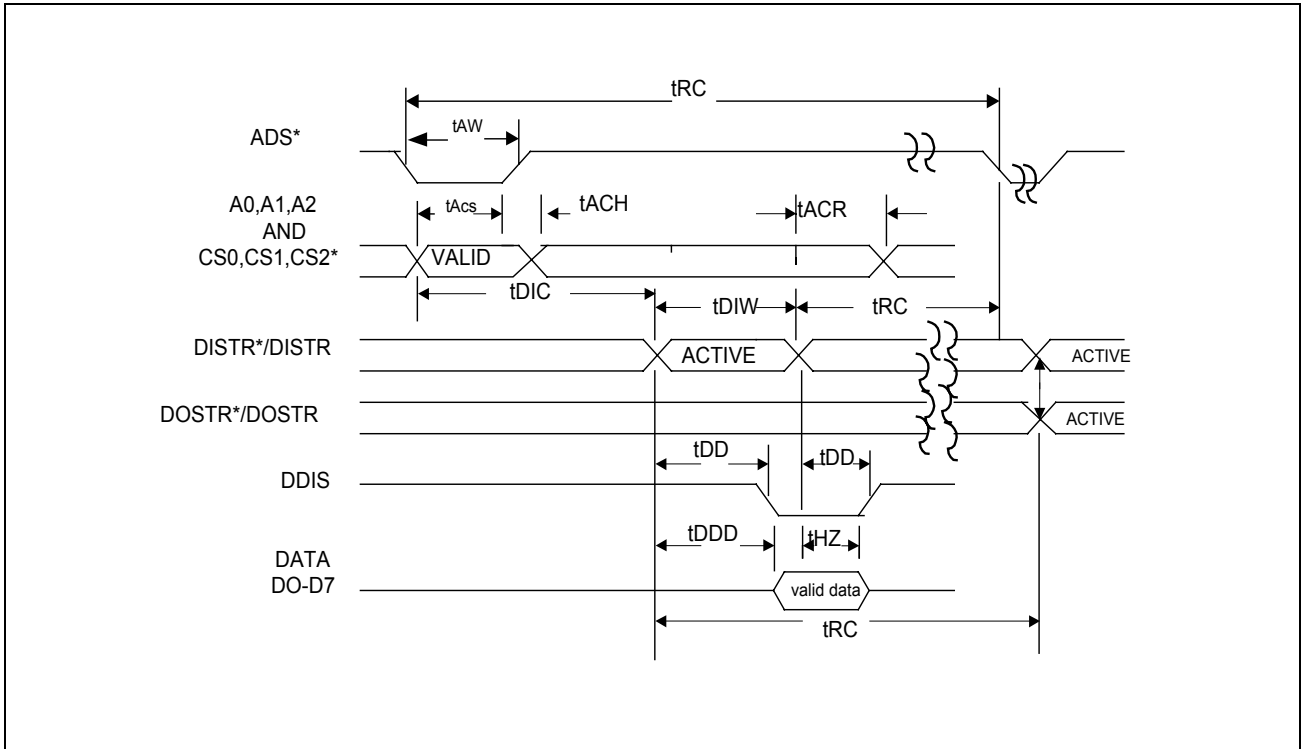 tRC
tAW
ADS*
A0,A1,A2
AND
CS0,CS1,CS2*
tAcs
tACH
tACR
VALID
tDIC
tDIW
tRC
DISTR*/DISTR
ACTIVE
ACTIVE
DOSTR*/DOSTR
ACTIVE
tDD
tDD
DDIS
tDDD
tHZ
DATA
DO-D7
valid data
tRC